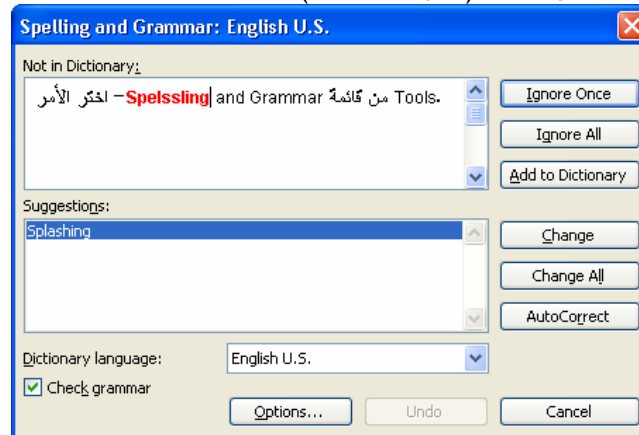 Spelling and Grammar: English U.S.
Not in Dictionary:
– اختر الأمر Spelssling and Grammar من قائمة Tools.
Ignore Once
Ignore All
Add to Dictionary
Suggestions:
Splashing
Change
Change All
AutoCorrect
Dictionary language:
English U.S.
Check grammar
Options...
Undo
Cancel